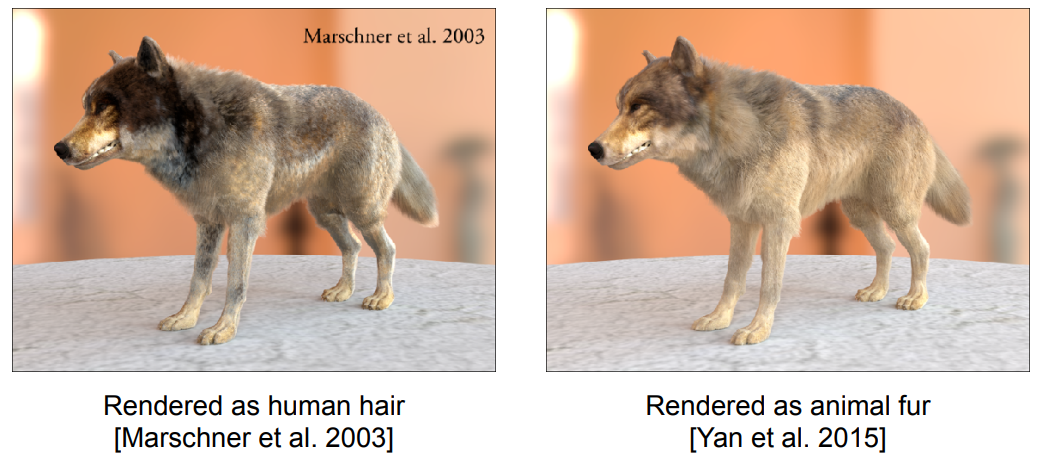 Marschner et al. 2003
Rendered as human hair
[Marschner et al. 2003]
Rendered as animal fur
[Yan et al. 2015]